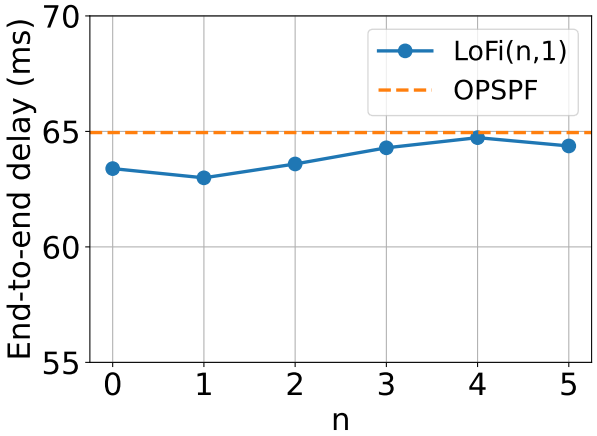 End-to-end delay (ms)
70
65
60
55
LoFi(n,1)
OPSPF
0 1 2 3 4 5
n